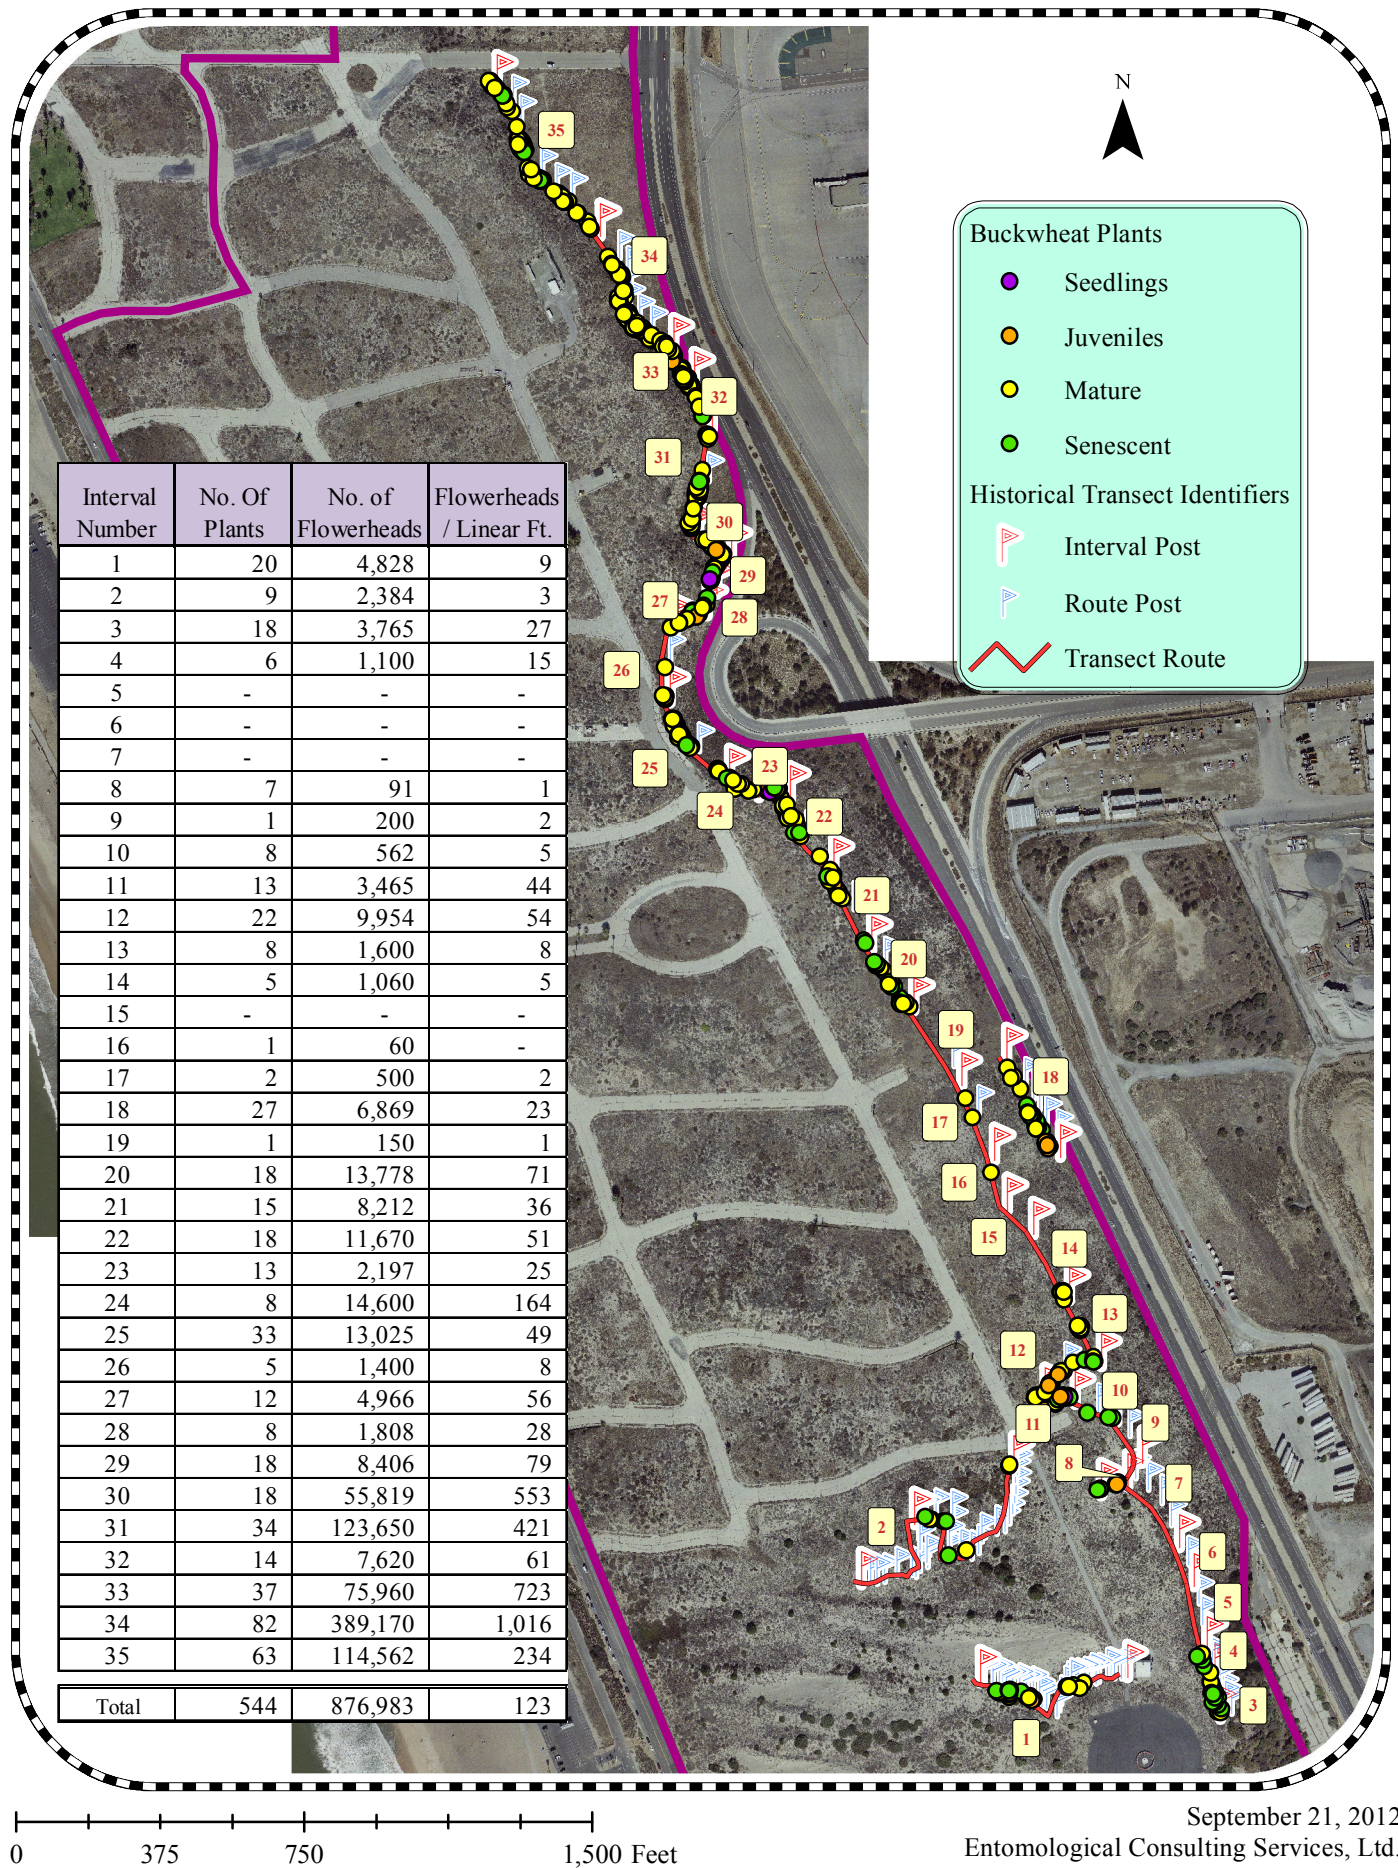 N
Buckwheat Plants
Seedlings
Juveniles
Mature
Senescent
Historical Transect Identifiers
Interval Post
Route Post
Transect Route
35
34
33
32
31
30
29
28
27
26
25
24
23
22
21
20
19
18
17
16
15
14
13
12
11
10
9
8
7
6
5
4
3
2
1
Interval Number No. Of Plants No. of Flowerheads Flowerheads / Linear Ft.
1 20 4,828 9
2 9 2,384 3
3 18 3,765 27
4 6 1,100 15
5 - - -
6 - - -
7 - - -
8 7 91 1
9 1 200 2
10 8 562 5
11 13 3,465 44
12 22 9,954 54
13 8 1,600 8
14 5 1,060 5
15 - - -
16 1 60 -
17 2 500 2
18 27 6,869 23
19 1 150 1
20 18 13,778 71
21 15 8,212 36
22 18 11,670 51
23 13 2,197 25
24 8 14,600 164
25 33 13,025 49
26 5 1,400 8
27 12 4,966 56
28 8 1,808 28
29 18 8,406 79
30 18 55,819 553
31 34 123,650 421
32 14 7,620 61
33 37 75,960 723
34 82 389,170 1,016
35 63 114,562 234
Total 544 876,983 123
0 375 750 1,500 Feet
September 21, 2012
Entomological Consulting Services, Ltd.